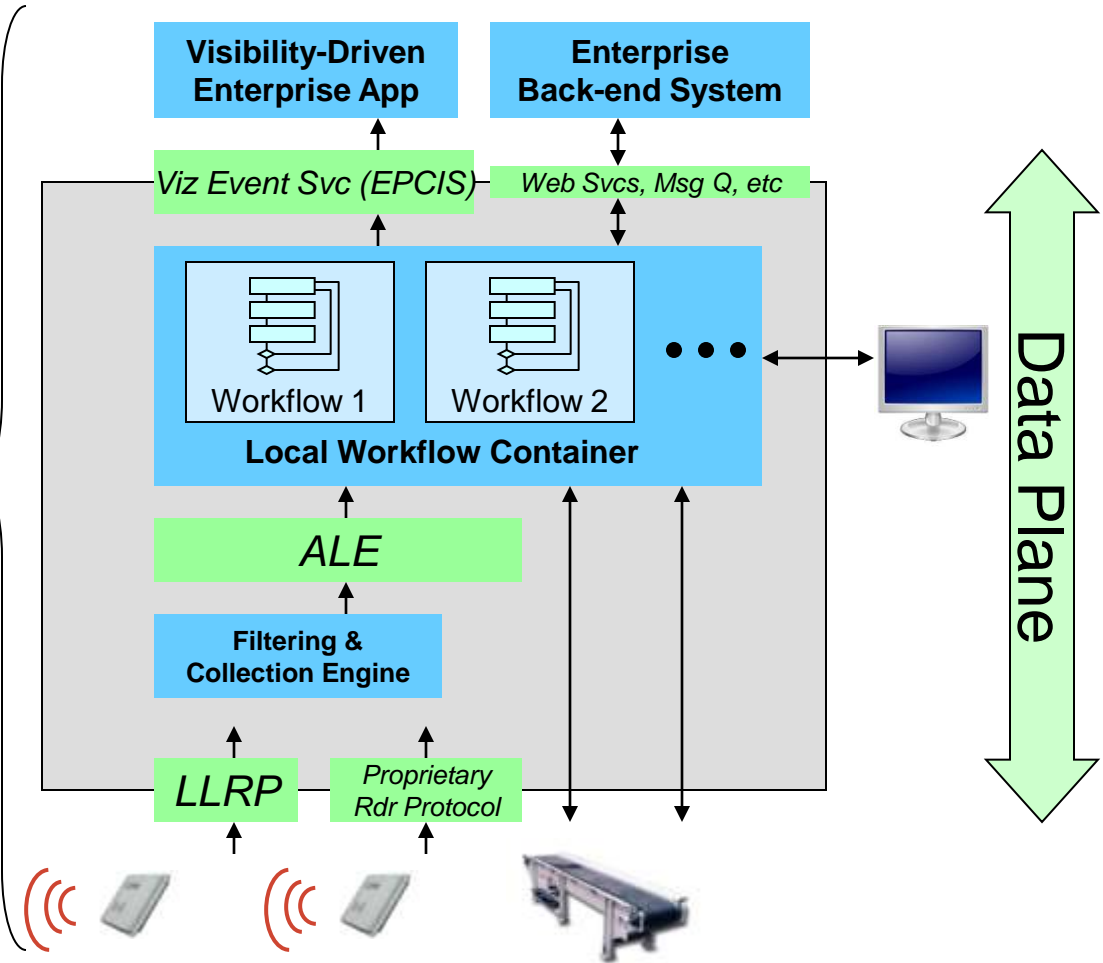 Visibility-Driven
Enterprise App
Enterprise
Back-end System
Viz Event Svc (EPCIS)
Web Svcs, Msg Q, etc
Workflow 1
Workflow 2
Local Workflow Container
Data Plane
ALE
Filtering &
Collection Engine
LLRP
Proprietary
Rdr Protocol